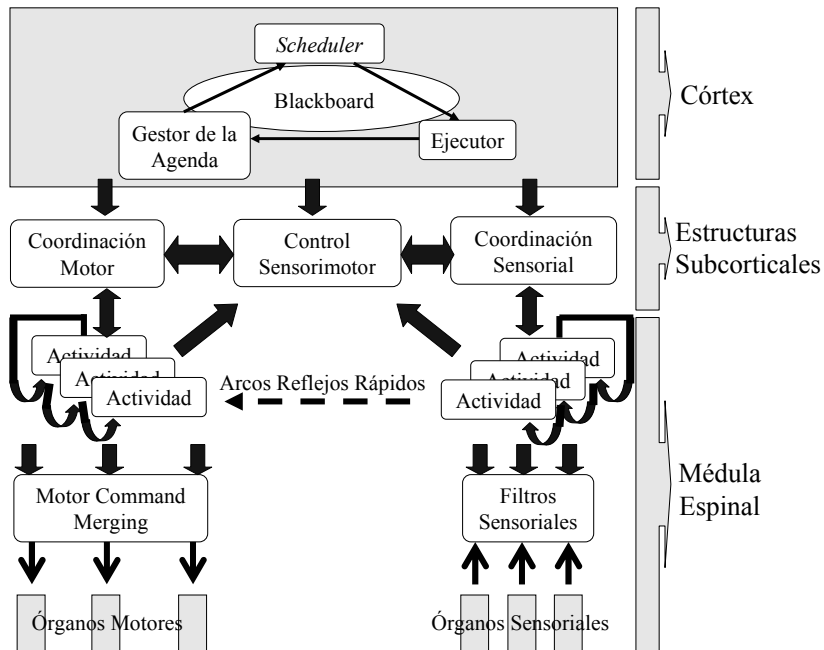 Scheduler
Blackboard
Gestor de la
Agenda
Ejecutor
Córtex
Coordinación
Motor
Control
Sensorimotor
Coordinación
Sensorial
Estructuras
Subcorticales
Actividad
Actividad
Actividad
Arcos Reflejos Rápidos
Actividad
Actividad
Actividad
Motor Command
Merging
Filtros
Sensoriales
Médula
Espinal
Órganos Motores
Órganos Sensoriales